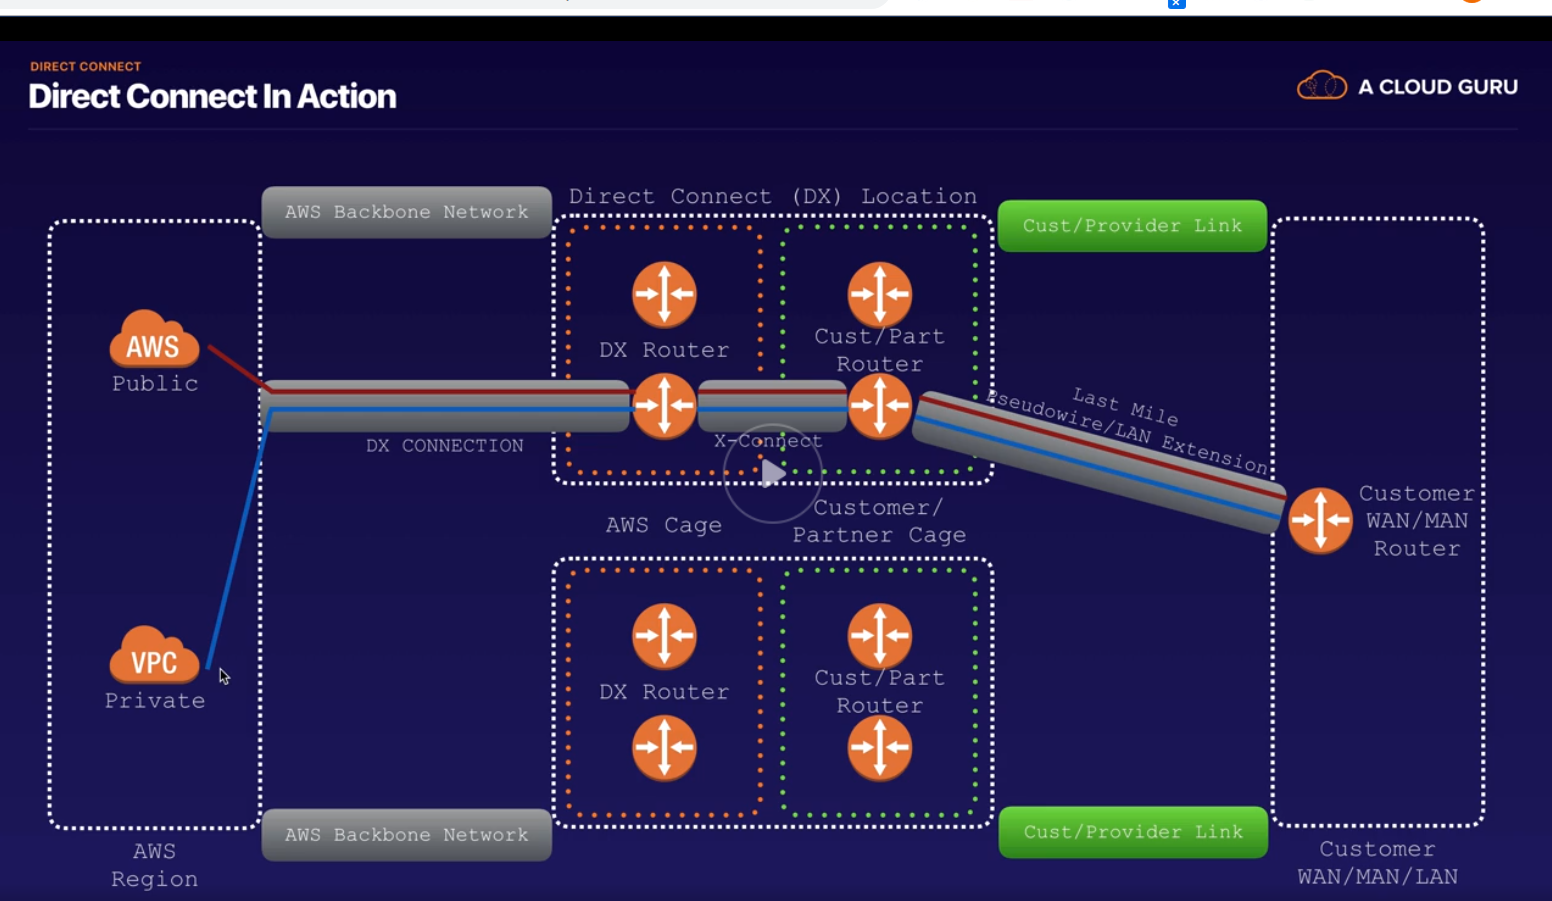 DIRECT CONNECT
Direct Connect In Action
A CLOUD GURU
AWS Backbone Network
Direct Connect (DX) Location
Cust/Provider Link
AWS
Public
DX Router
Cust/Part
Router
DX CONNECTION
X-Connect
Last Mile
Pseudowire/LAN Extension
Customer
WAN/MAN
Router
AWS Cage
Customer/
Partner Cage
VPC
Private
DX Router
Cust/Part
Router
AWS Backbone Network
Cust/Provider Link
AWS
Region
Customer
WAN/MAN/LAN